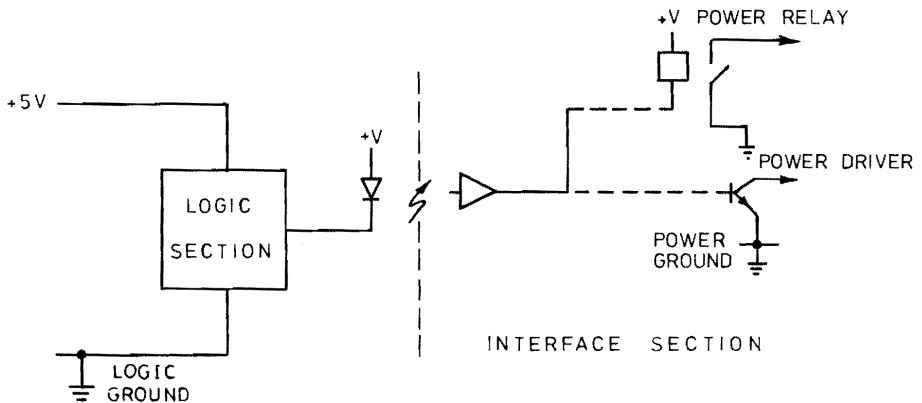 +V POWER RELAY
+5V
+V
LOGIC
SECTION
POWER DRIVER
POWER
GROUND
INTERFACE SECTION
LOGIC
GROUND